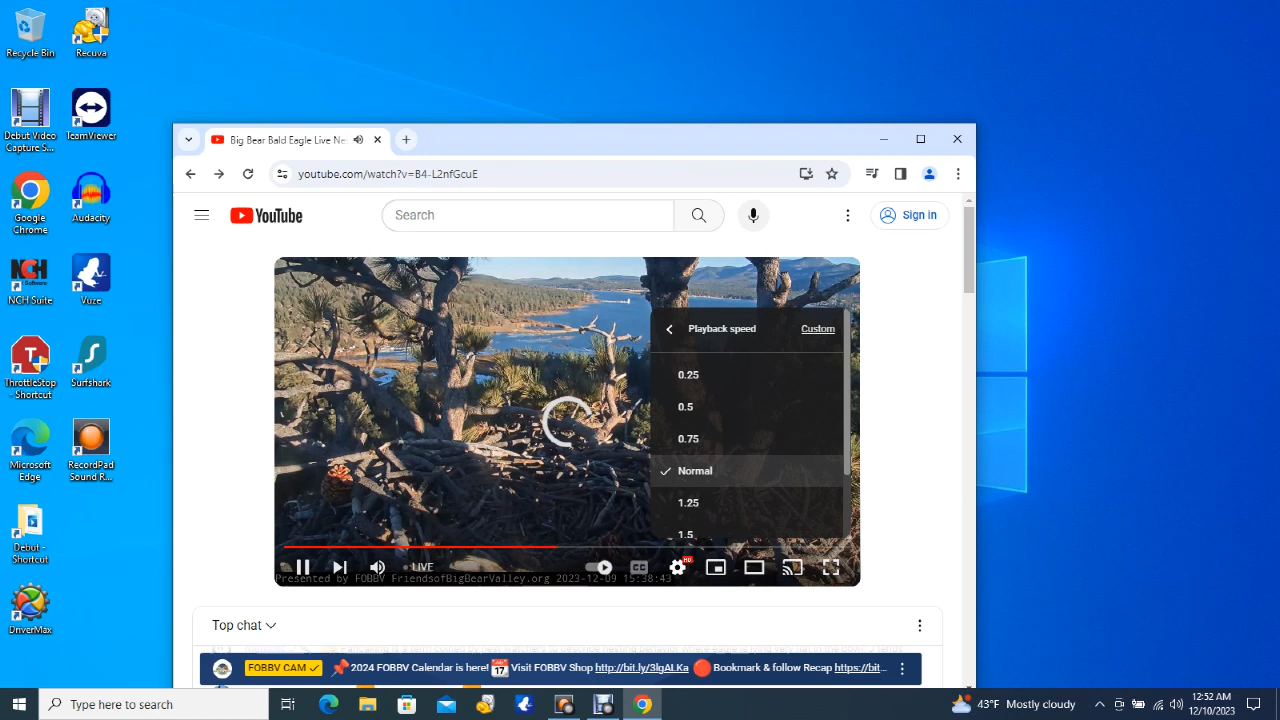 Recycle Bin
Recuva
Debut Video
Capture S...
TeamViewer
Google
Chrome
Audacity
NCH Suite
Vuze
ThrottleStop
- Shortcut
Surfshark
Microsoft
Edge
RecordPad
Sound R...
Debut -
Shortcut
DriverMax
Big Bear Bald Eagle Live Ne
youtube.com/watch?v=B4-L2nfGcuE
YouTube
Search
Sign in
Playback speed
Custom
0.25
0.5
0.75
Normal
1.25
1.5
LIVE
CC
HD
Presented by FOBBV FriendsofBigBearValley.org 2023-12-09 15:38:43
Top chat
FOBBV CAM 2024 FOBBV Calendar is here! Visit FOBBV Shop http://bit.ly/3lgALKa Bookmark & follow Recap https://bit...
Type here to search
43°F Mostly cloudy
12:52 AM
12/10/2023